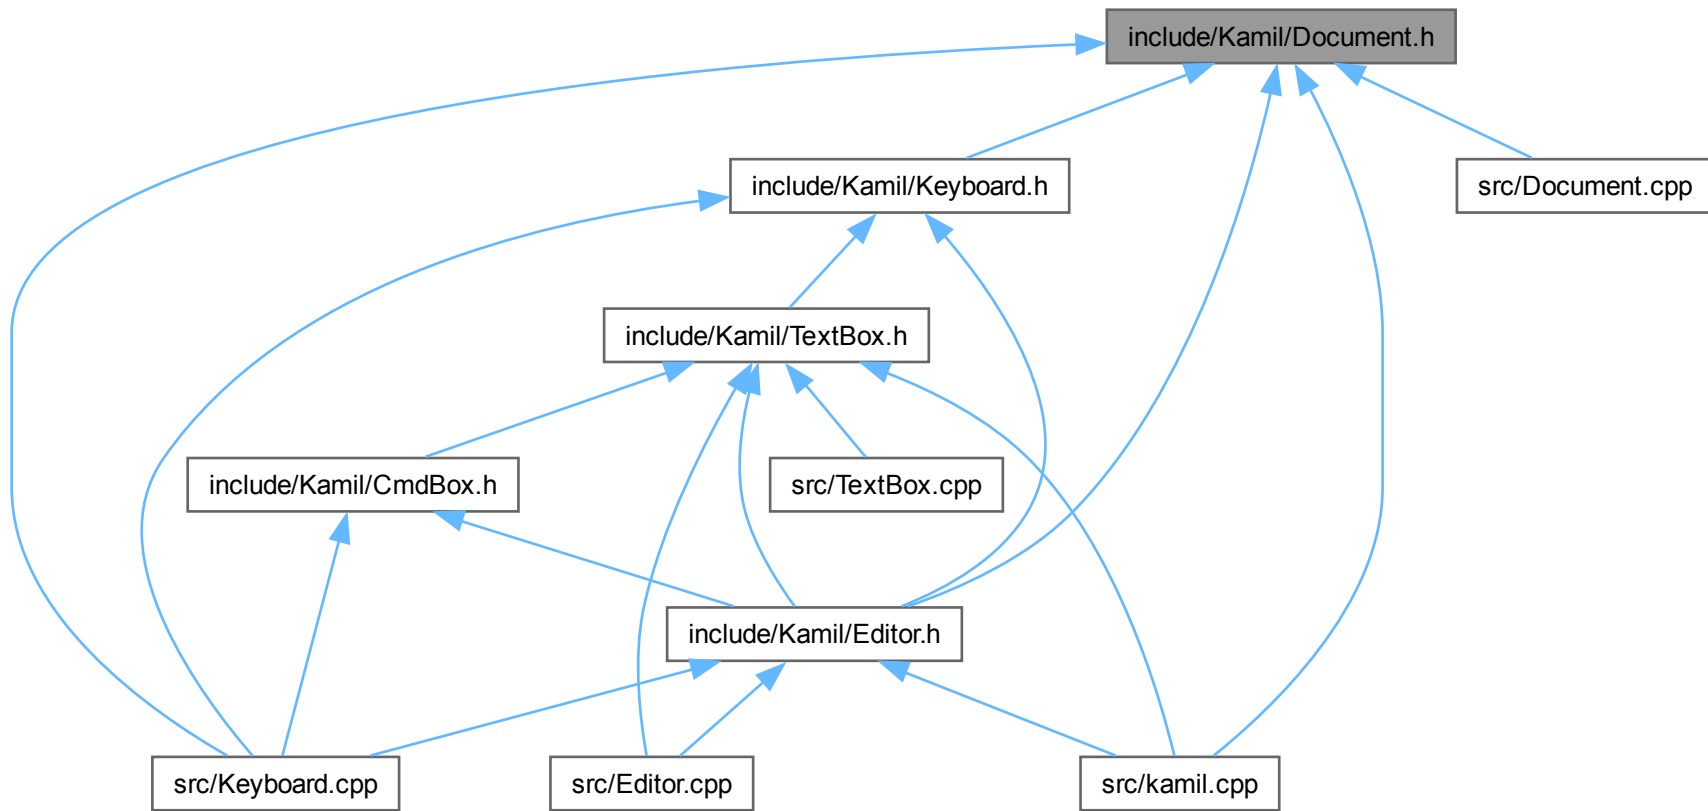 include/Kamil/Document.h
include/Kamil/Keyboard.h
src/Document.cpp
include/Kamil/TextBox.h
include/Kamil/CmdBox.h
src/TextBox.cpp
include/Kamil/Editor.h
src/Keyboard.cpp
src/Editor.cpp
src/kamil.cpp